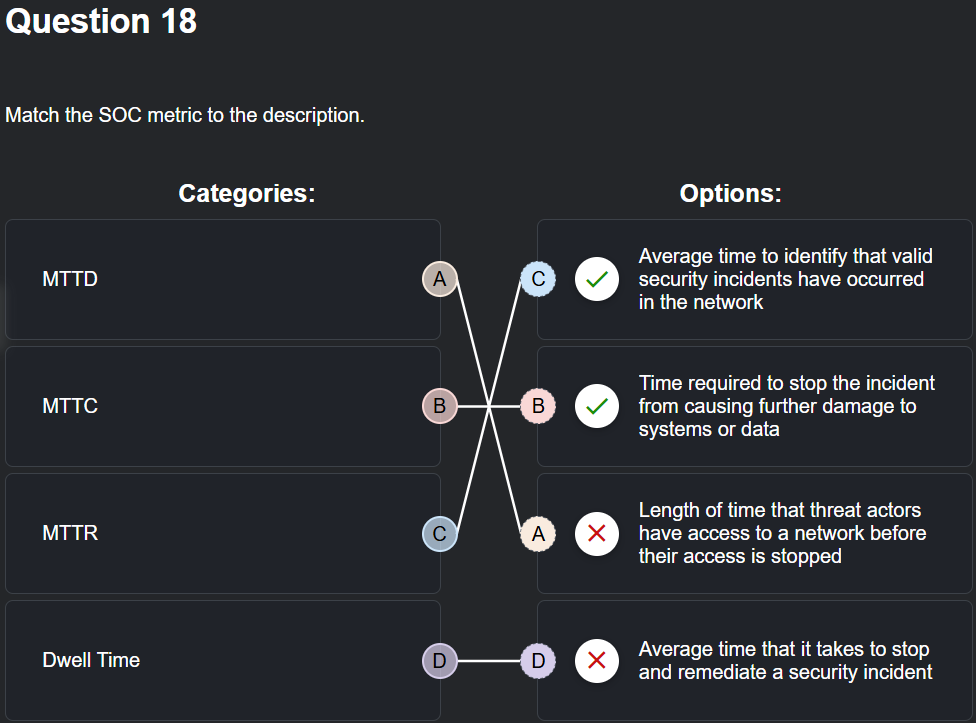 Question 18
Match the SOC metric to the description.
Categories:
Options:
MTTD
A
C
Average time to identify that valid
security incidents have occurred
in the network
MTTC
B
B
Time required to stop the incident
from causing further damage to
systems or data
MTTR
C
A
Length of time that threat actors
have access to a network before
their access is stopped
Dwell Time
D
D
Average time that it takes to stop
and remediate a security incident